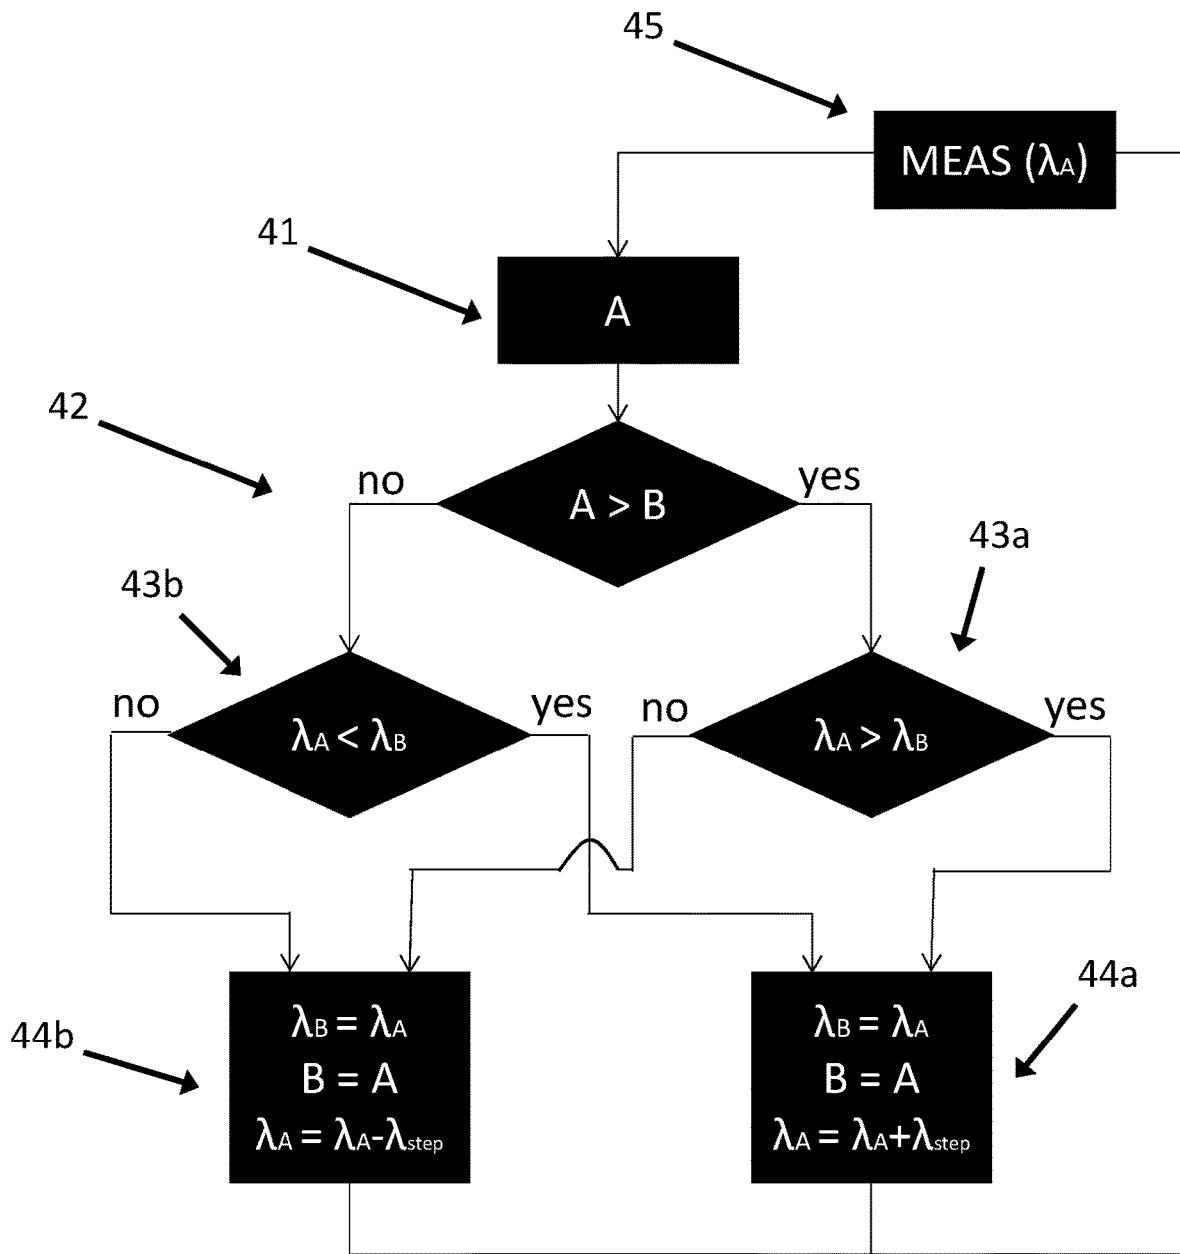 45
MEAS (λA)
41
A
42
no
yes
A > B
43a
43b
no
yes
no
yes
λA < λB
λA > λB
44a
λB = λA
λB = λA
44b
B = A
B = A
λA = λA-λstep
λA = λA+λstep